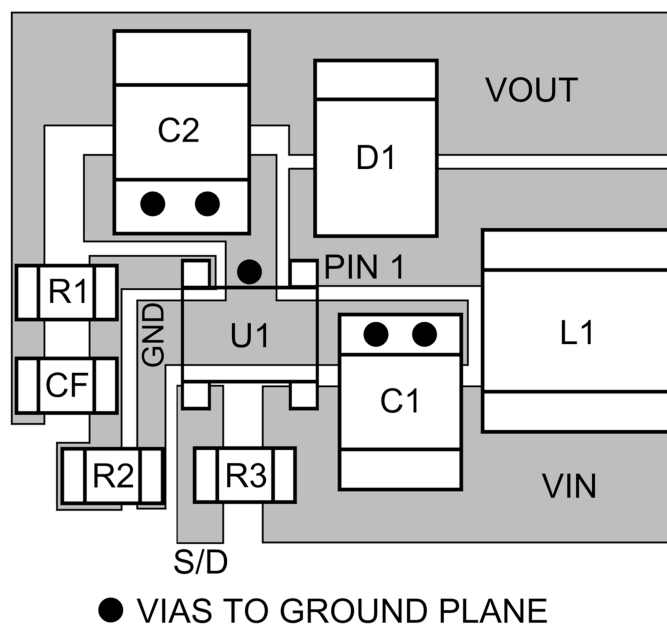 VOUT
C2
D1
PIN 1
R1
GND
U1
L1
CF
C1
R2
R3
VIN
S/D
VIAS TO GROUND PLANE